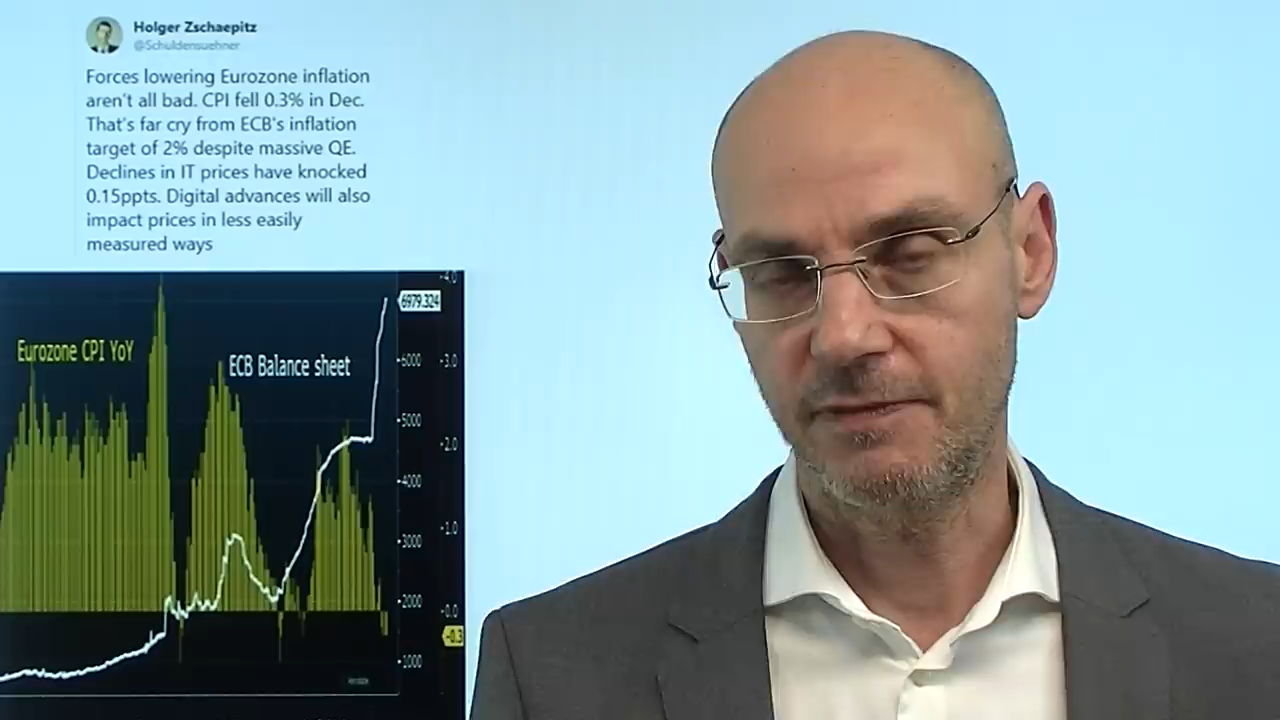 Holger Zschaepitz
@Schuldensuehner
Forces lowering Eurozone inflation
aren't all bad. CPI fell 0.3% in Dec.
That's far cry from ECB's inflation
target of 2% despite massive QE.
Declines in IT prices have knocked
0.15ppts. Digital advances will also
impact prices in less easily
measured ways
4.0
6979.324
Eurozone CPI YoY
ECB Balance sheet
6000
3.0
5000
2.0
4000
3000
1.0
2000
0.0
-0.3
1000